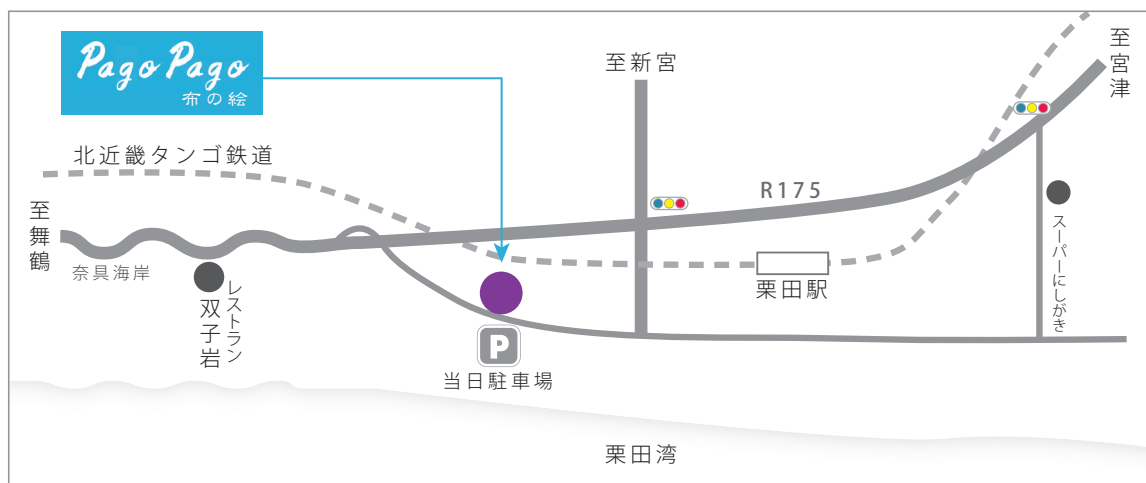 Pago Pago
布の絵
至新宮
至宮津
北近畿タンゴ鉄道
R175
至舞鶴
奈具海岸
レストラン
双子岩
栗田駅
スーパーにしがき
P
当日駐車場
栗田湾